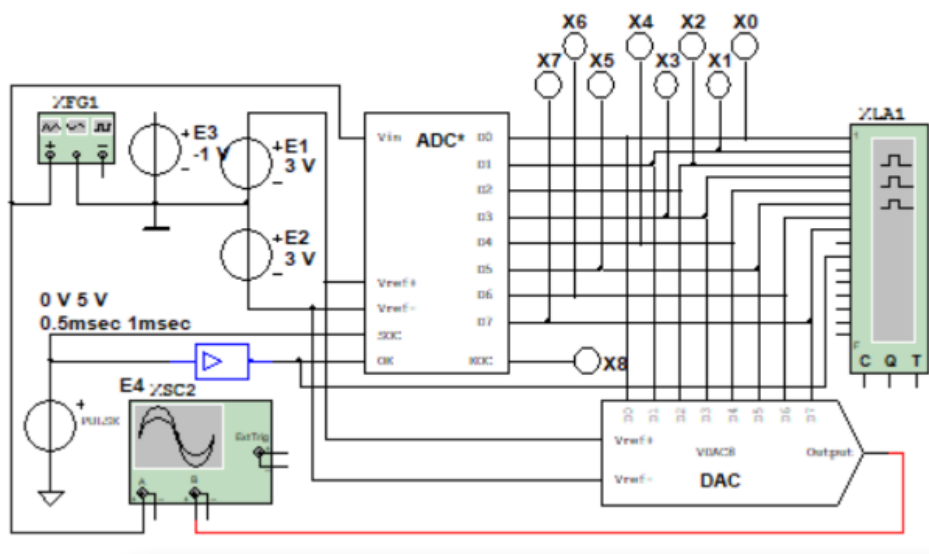 X6 X4 X2 X0
X7 X5 X3 X1
XFG1
XLA1
E3
-1 V
E1
3 V
Vin ADC* D0
D1
D2
D3
D4
D5
D6
D7
E2
3 V
Vref+
Vref-
SOC
OE
EOC
X8
0 V 5 V
0.5msec 1msec
C Q T
E4 XSC2
PULSE
Ext Trig
A B
D0 D1 D2 D3 D4 D5 D6 D7
Vref+
VDAC8 Output
Vref- DAC
1
F